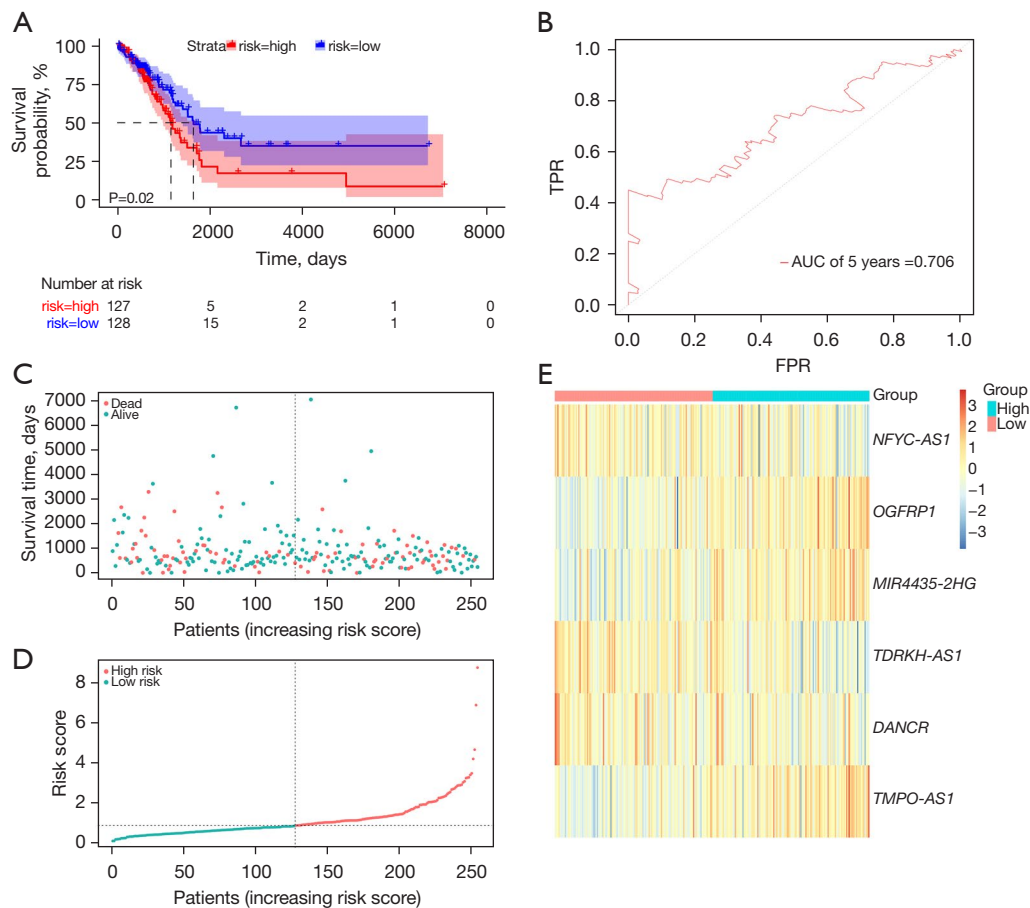 A
100
75
50
25
0
Survival
probability, %
Strata risk=high risk=low
P=0.02
0 2000 4000 6000 8000
Time, days
Number at risk
risk=high 127 5 2 1 0
risk=low 128 15 2 1 0
B
1.0
0.8
0.6
0.4
0.2
0.0
TPR
AUC of 5 years =0.706
0.0 0.2 0.4 0.6 0.8 1.0
FPR
C
7000
6000
5000
4000
3000
2000
1000
0
Survival time, days
Dead
Alive
0 50 100 150 200 250
Patients (increasing risk score)
D
8
6
4
2
0
Risk score
High risk
Low risk
0 50 100 150 200 250
Patients (increasing risk score)
E
Group
NFYC-AS1
OGFRP1
MIR4435-2HG
TDRKH-AS1
DANCR
TMPO-AS1
3
2
1
0
−1
−2
−3
Group
High
Low